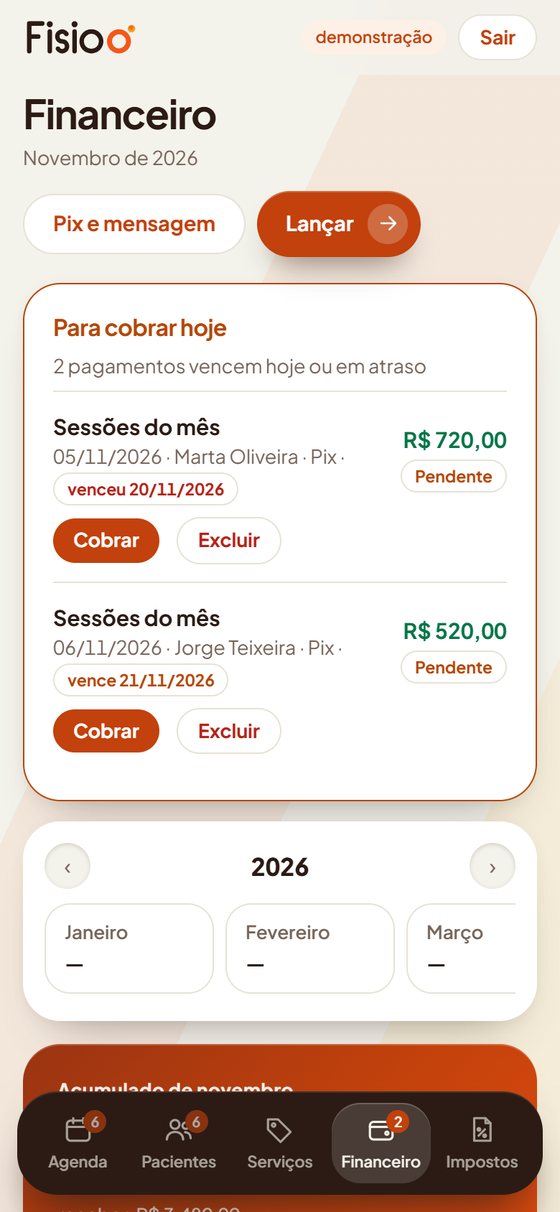 Fisioo
demonstração
Sair
Financeiro
Novembro de 2026
Pix e mensagem
Lançar →
Para cobrar hoje
2 pagamentos vencem hoje ou em atraso
Sessões do mês
R$ 720,00
05/11/2026 · Marta Oliveira · Pix ·
Pendente
venceu 20/11/2026
Cobrar
Excluir
Sessões do mês
R$ 520,00
06/11/2026 · Jorge Teixeira · Pix ·
Pendente
vence 21/11/2026
Cobrar
Excluir
‹
2026
›
Janeiro
Fevereiro
Março
—
—
—
Acumulado de novembro
6
6
2
Agenda
Pacientes
Serviços
Financeiro
Impostos